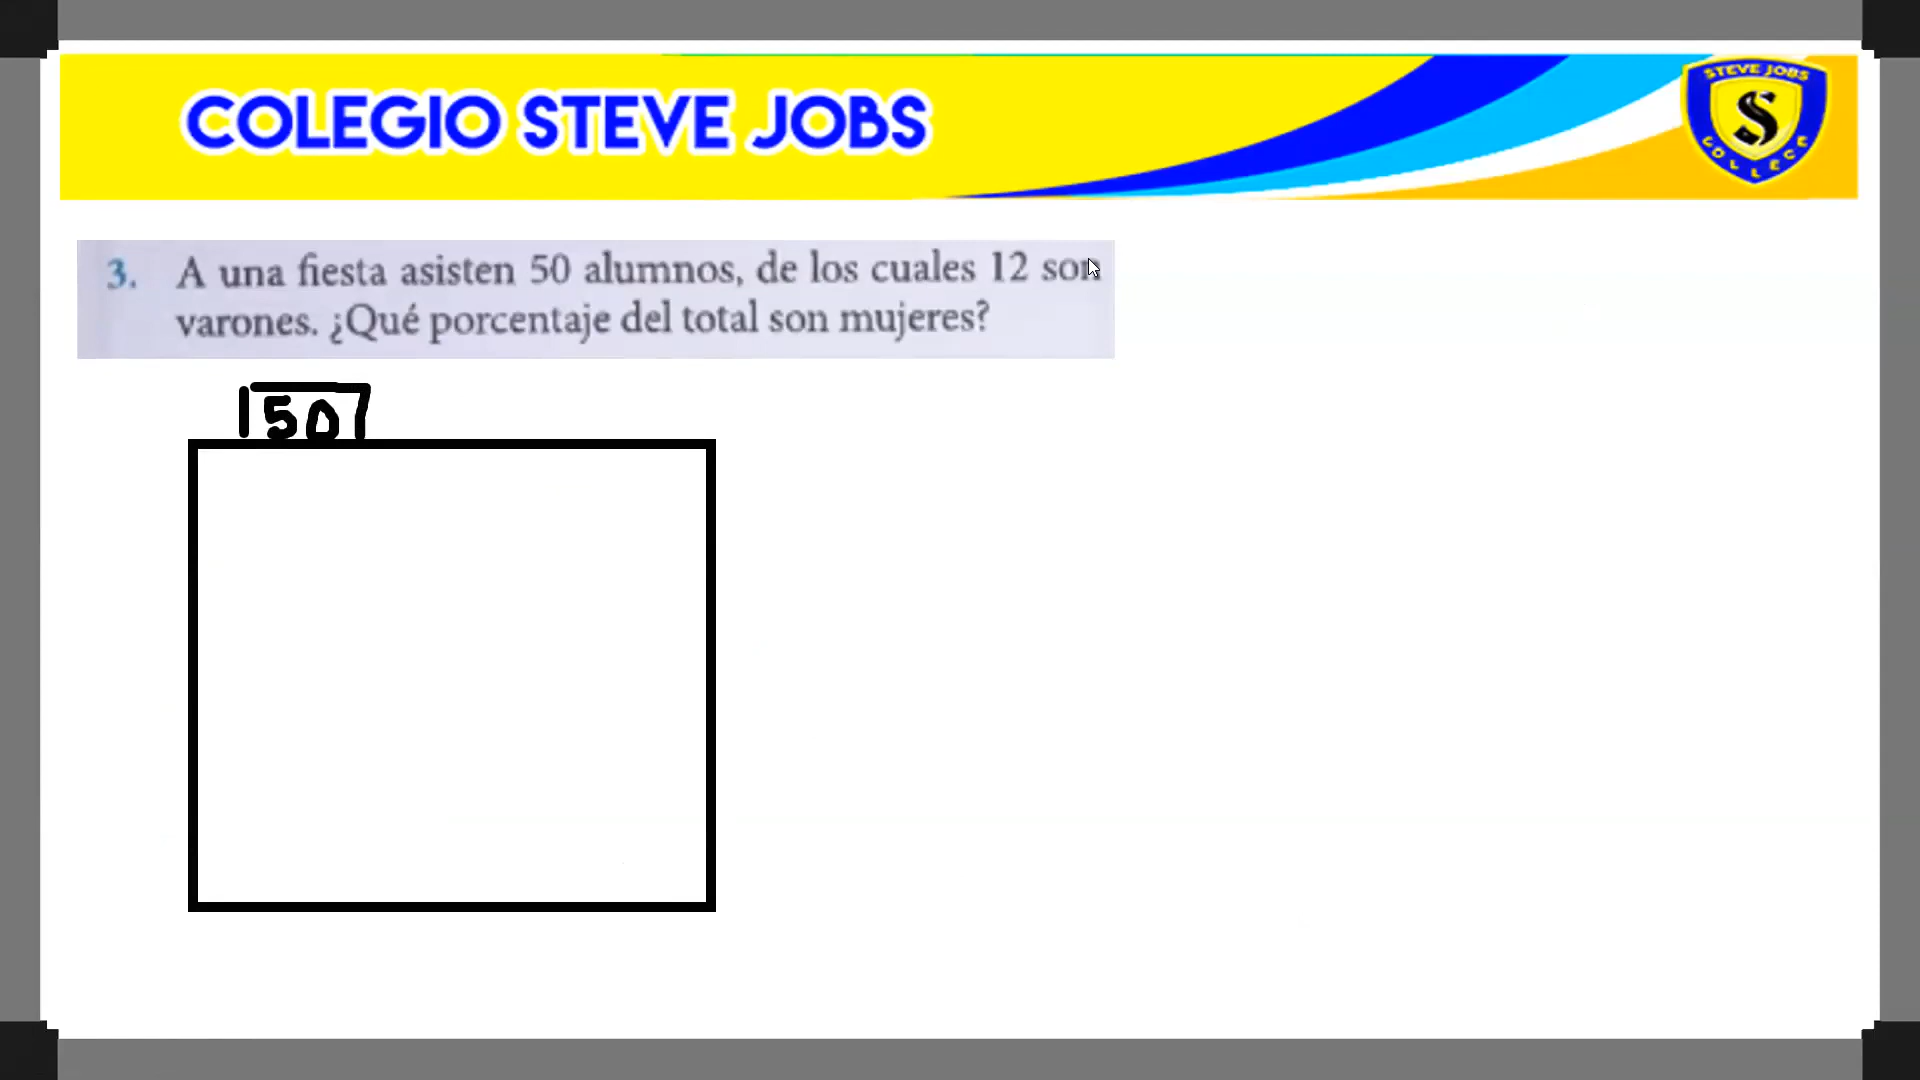 COLEGIO STEVE JOBS
STEVE JOBS
S
COLLEGE
3. A una fiesta asisten 50 alumnos, de los cuales 12 son
varones. ¿Qué porcentaje del total son mujeres?
50